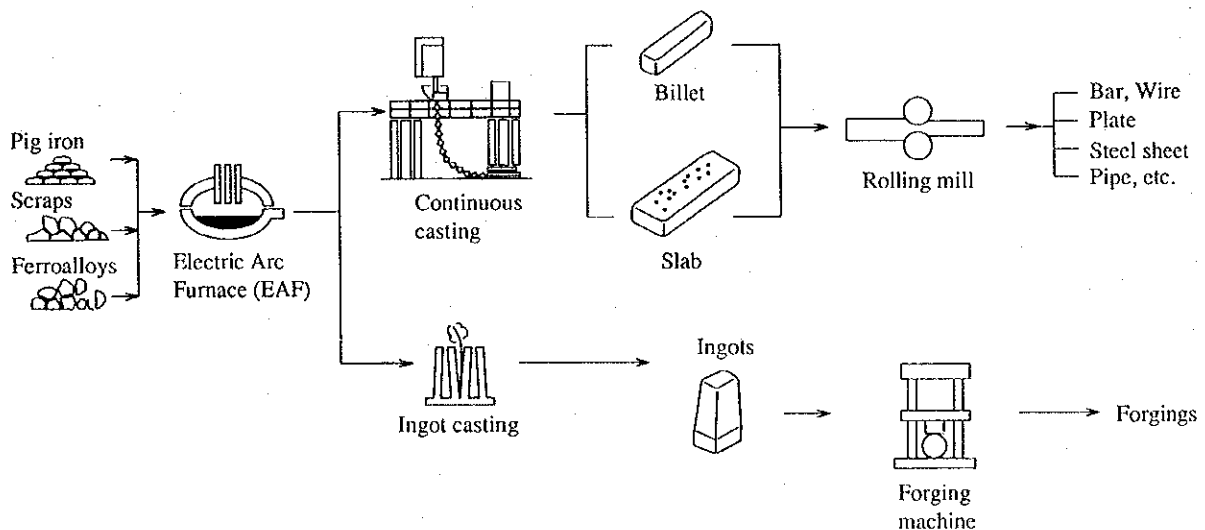 Pig iron
Scraps
Ferroalloys
Electric Arc
Furnace (EAF)
Continuous
casting
Billet
Slab
Rolling mill
Bar, Wire
Plate
Steel sheet
Pipe, etc.
Ingot casting
Ingots
Forging
machine
Forgings